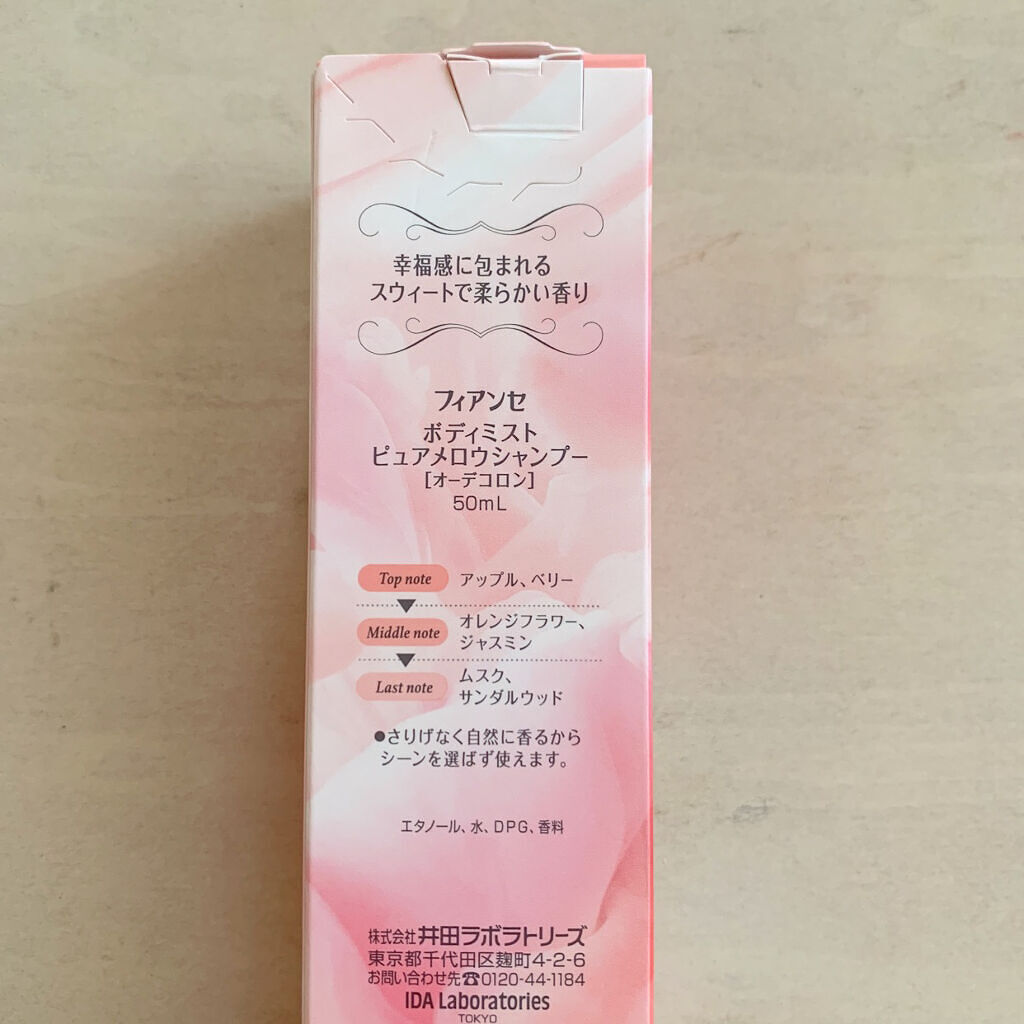 幸福感に包まれる
スウィートで柔らかい香り
フィアンセ
ボディミスト
ピュアメロウシャンプー
[オーデコロン]
50mL
Top note アップル、ベリー
Middle note オレンジフラワー、
ジャスミン
Last note ムスク、
サンダルウッド
●さりげなく自然に香るから
シーンを選ばず使えます。
エタノール、水、DPG、香料
株式会社 井田ラボラトリーズ
東京都千代田区麹町4-2-6
お問い合わせ先☎0120-44-1184
IDA Laboratories
TOKYO